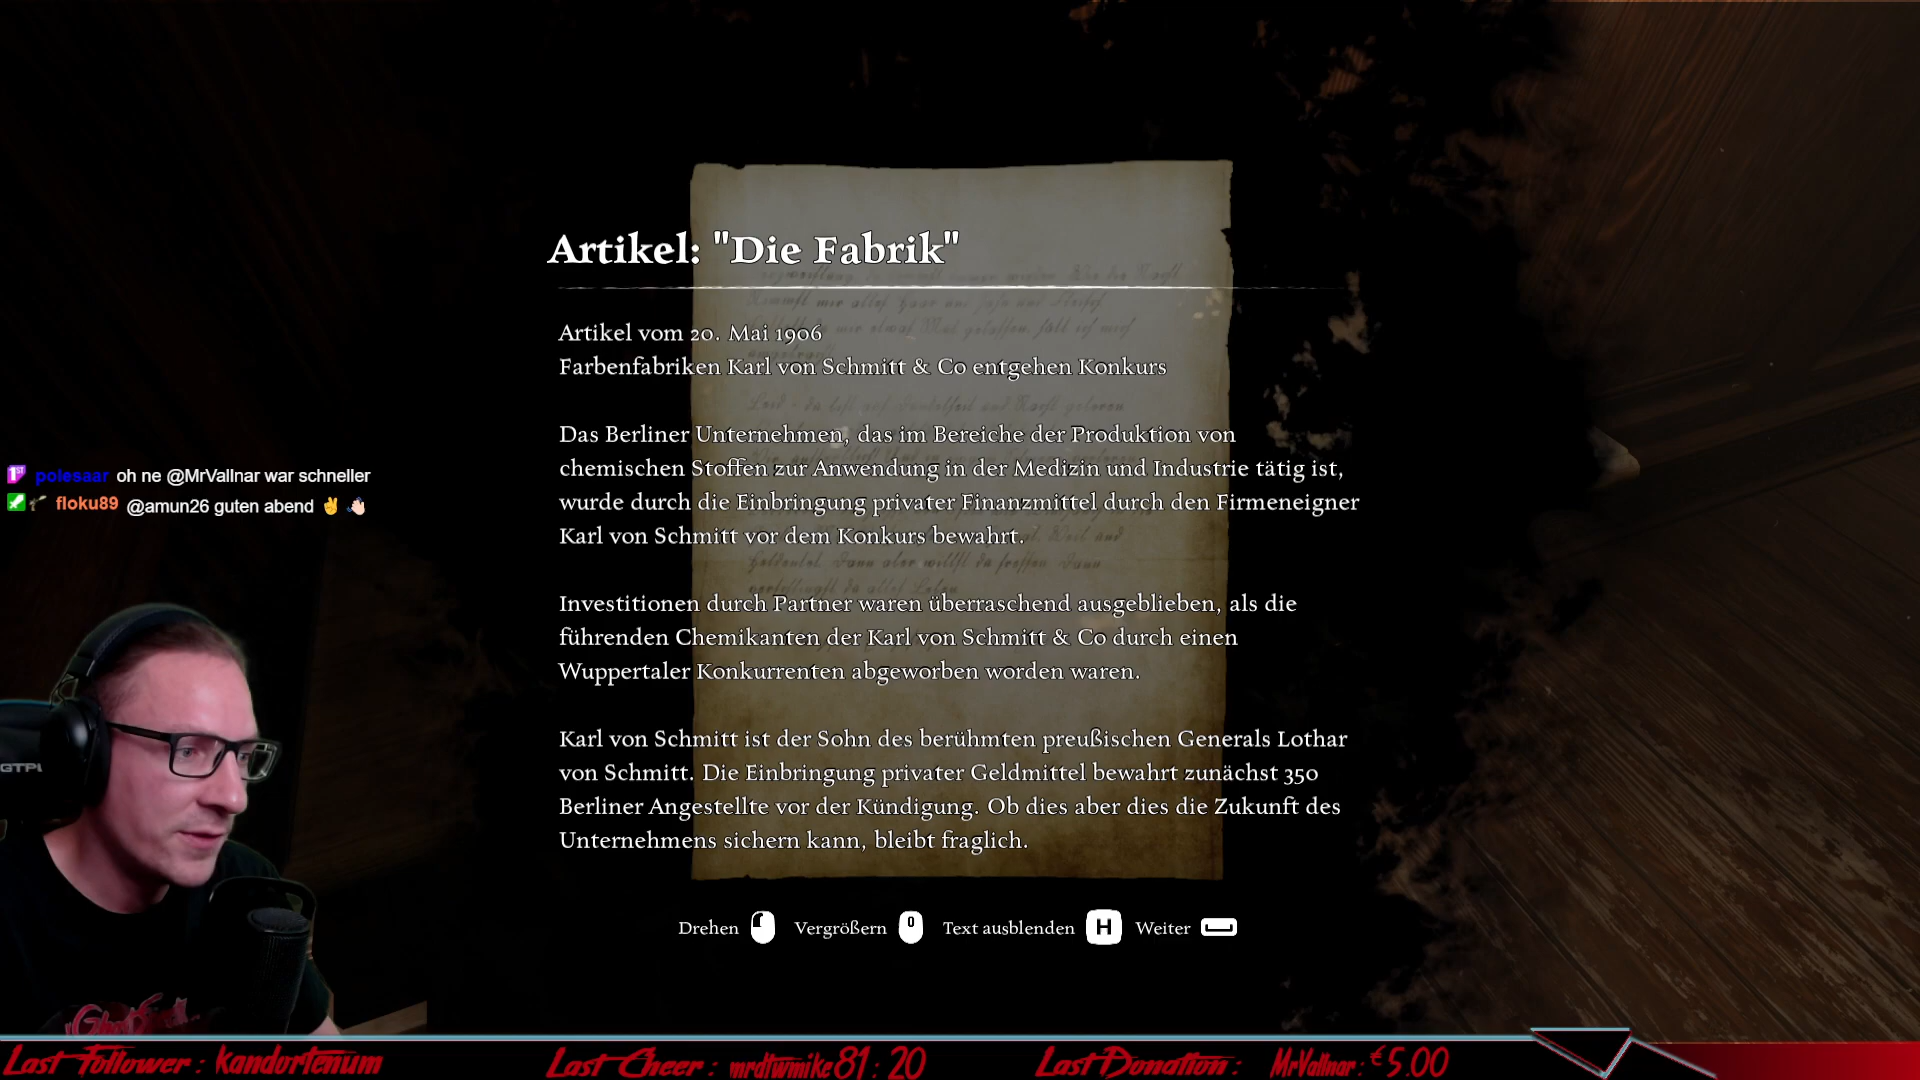 Artikel: "Die Fabrik"
Artikel vom 20. Mai 1906
Farbenfabriken Karl von Schmitt & Co entgehen Konkurs
Das Berliner Unternehmen, das im Bereiche der Produktion von
chemischen Stoffen zur Anwendung in der Medizin und Industrie tätig ist,
wurde durch die Einbringung privater Finanzmittel durch den Firmeneigner
Karl von Schmitt vor dem Konkurs bewahrt.
Investitionen durch Partner waren überraschend ausgeblieben, als die
führenden Chemikanten der Karl von Schmitt & Co durch einen
Wuppertaler Konkurrenten abgeworben worden waren.
Karl von Schmitt ist der Sohn des berühmten preußischen Generals Lothar
von Schmitt. Die Einbringung privater Geldmittel bewahrt zunächst 350
Berliner Angestellte vor der Kündigung. Ob dies aber dies die Zukunft des
Unternehmens sichern kann, bleibt fraglich.
Drehen Vergrößern Text ausblenden H Weiter
polesaar oh ne @MrVallnar war schneller
floku89 @amun26 guten abend ✌️ 👌🏻
Last Follower : kandortenum
Last Cheer : mrdtwmike81 : 20
Last Donation : MrVallnar : €5.00